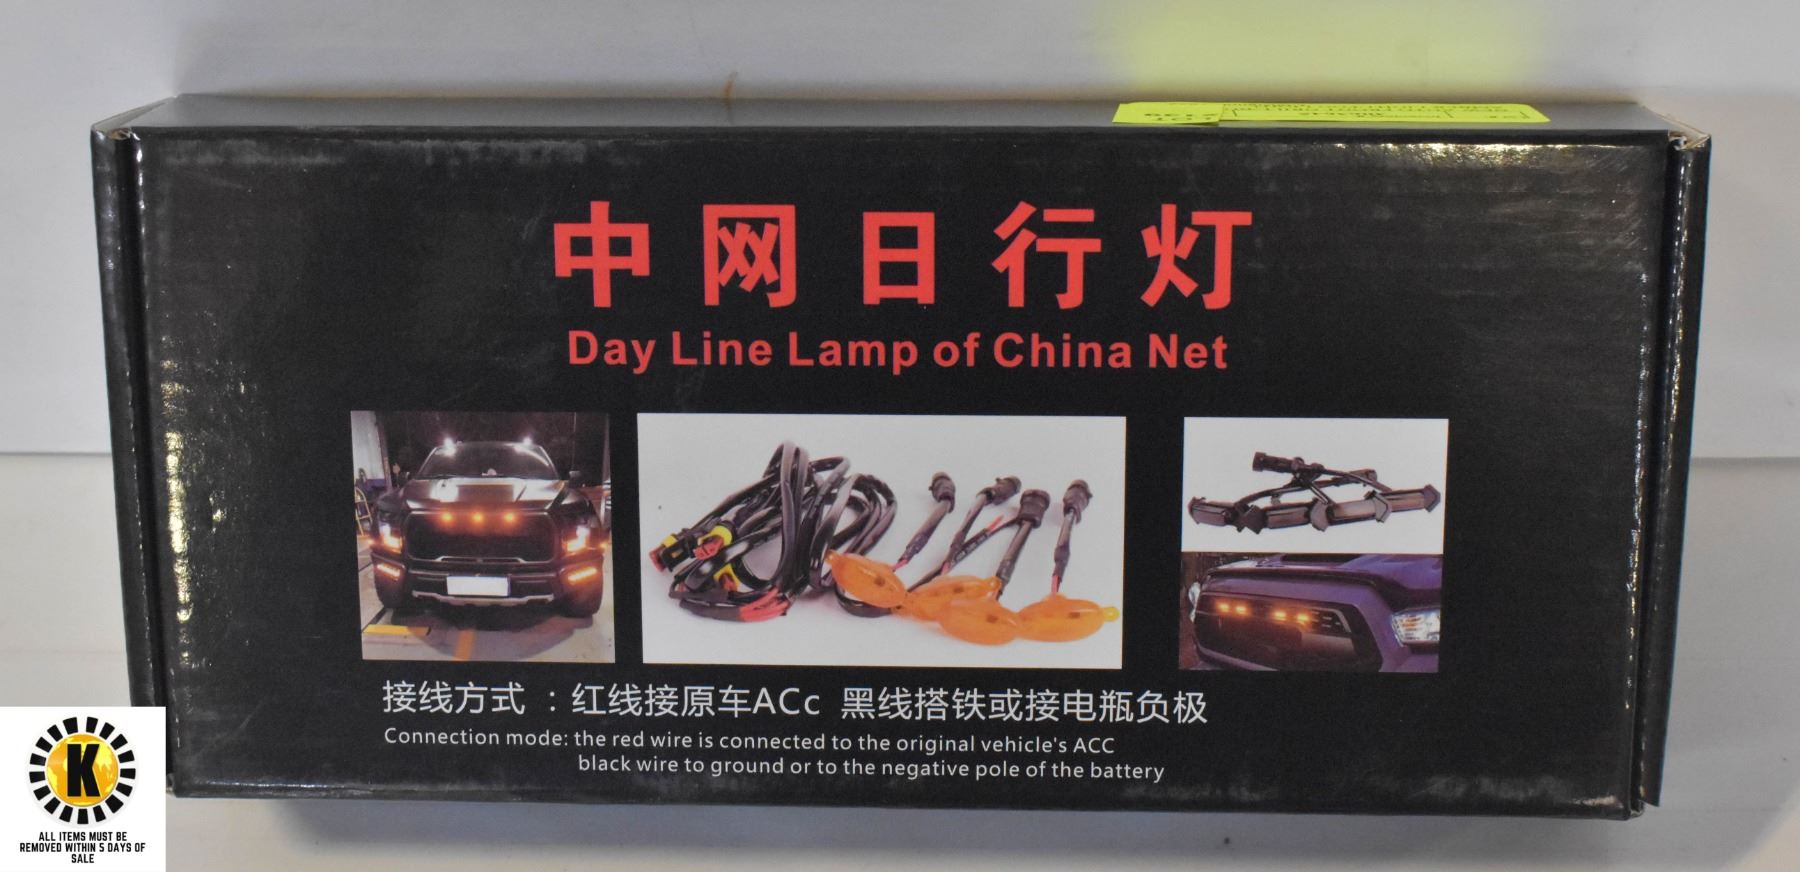 LOT
中网日行灯
Day Line Lamp of China Net
接线方式 ：红线接原车ACc 黑线搭铁或接电瓶负极
Connection mode: the red wire is connected to the original vehicle's ACC
black wire to ground or to the negative pole of the battery
K
ALL ITEMS MUST BE
REMOVED WITHIN 5 DAYS OF
SALE